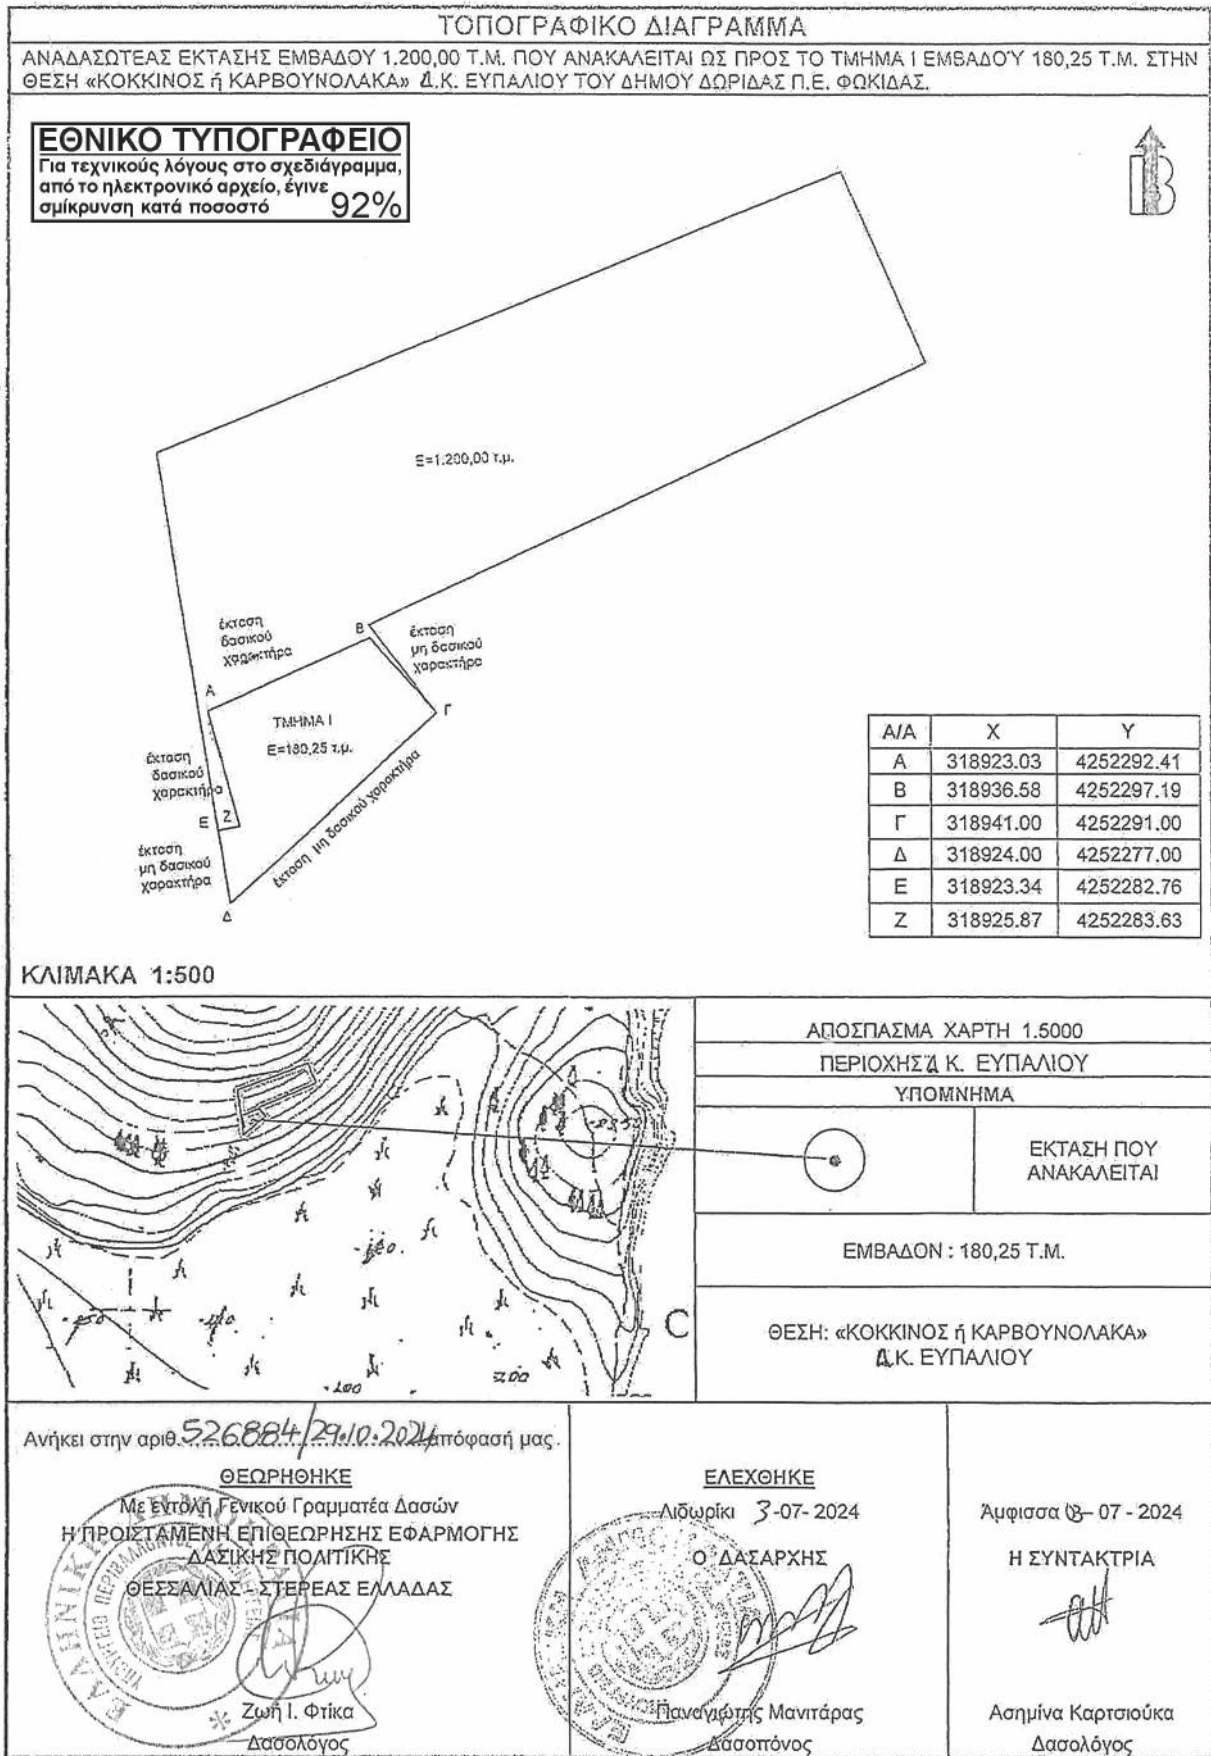 ΤΟΠΟΓΡΑΦΙΚΟ ΔΙΑΓΡΑΜΜΑ
ΑΝΑΔΑΣΩΤΕΑΣ ΕΚΤΑΣΗΣ ΕΜΒΑΔΟΥ 1.200,00 Τ.Μ. ΠΟΥ ΑΝΑΚΑΛΕΙΤΑΙ ΩΣ ΠΡΟΣ ΤΟ ΤΜΗΜΑ Ι ΕΜΒΑΔΟΎ 180,25 Τ.Μ. ΣΤΗΝ
ΘΕΣΗ «ΚΟΚΚΙΝΟΣ ή ΚΑΡΒΟΥΝΟΛΑΚΑ» Δ.Κ. ΕΥΠΑΛΙΟΥ ΤΟΥ ΔΗΜΟΥ ΔΩΡΙΔΑΣ Π.Ε. ΦΩΚΙΔΑΣ.
ΕΘΝΙΚΟ ΤΥΠΟΓΡΑΦΕΙΟ
Για τεχνικούς λόγους στο σχεδιάγραμμα,
από το ηλεκτρονικό αρχείο, έγινε
σμίκρυνση κατά ποσοστό 92%
Β
Ε=1.200,00 τ.μ.
έκταση
δασικού
χαρακτήρα
Β
έκταση
μη δασικού
χαρακτήρα
Α
Γ
ΤΜΗΜΑ Ι
Ε=180,25 τ.μ.
έκταση
δασικού
χαρακτήρα
Ε
Ζ
έκταση
μη δασικού
χαρακτήρα
έκταση μη δασικού χαρακτήρα
Δ
Α/Α Χ Υ
Α 318923.03 4252292.41
Β 318936.58 4252297.19
Γ 318941.00 4252291.00
Δ 318924.00 4252277.00
Ε 318923.34 4252282.76
Ζ 318925.87 4252283.63
ΚΛΙΜΑΚΑ 1:500
ΑΠΟΣΠΑΣΜΑ ΧΑΡΤΗ 1.5000
ΠΕΡΙΟΧΗΣ Δ Κ. ΕΥΠΑΛΙΟΥ
ΥΠΟΜΝΗΜΑ
ΕΚΤΑΣΗ ΠΟΥ
ΑΝΑΚΑΛΕΙΤΑΙ
ΕΜΒΑΔΟΝ : 180,25 Τ.Μ.
ΘΕΣΗ: «ΚΟΚΚΙΝΟΣ ή ΚΑΡΒΟΥΝΟΛΑΚΑ»
Δ.Κ. ΕΥΠΑΛΙΟΥ
C
Ανήκει στην αριθ. 526884/29.10.2024 απόφασή μας.
ΘΕΩΡΗΘΗΚΕ
Με εντολή Γενικού Γραμματέα Δασών
Η ΠΡΟΙΣΤΑΜΕΝΗ ΕΠΙΘΕΩΡΗΣΗΣ ΕΦΑΡΜΟΓΗΣ
ΔΑΣΙΚΗΣ ΠΟΛΙΤΙΚΗΣ
ΘΕΣΣΑΛΙΑΣ - ΣΤΕΡΕΑΣ ΕΛΛΑΔΑΣ
Ζωή Ι. Φτίκα
Δασολόγος
ΕΛΕΧΘΗΚΕ
Λιδωρίκι 3-07- 2024
Ο ΔΑΣΑΡΧΗΣ
Παναγιώτης Μανιτάρας
Δασοπόνος
Άμφισσα 03- 07 - 2024
Η ΣΥΝΤΑΚΤΡΙΑ
Ασημίνα Καρτσιούκα
Δασολόγος